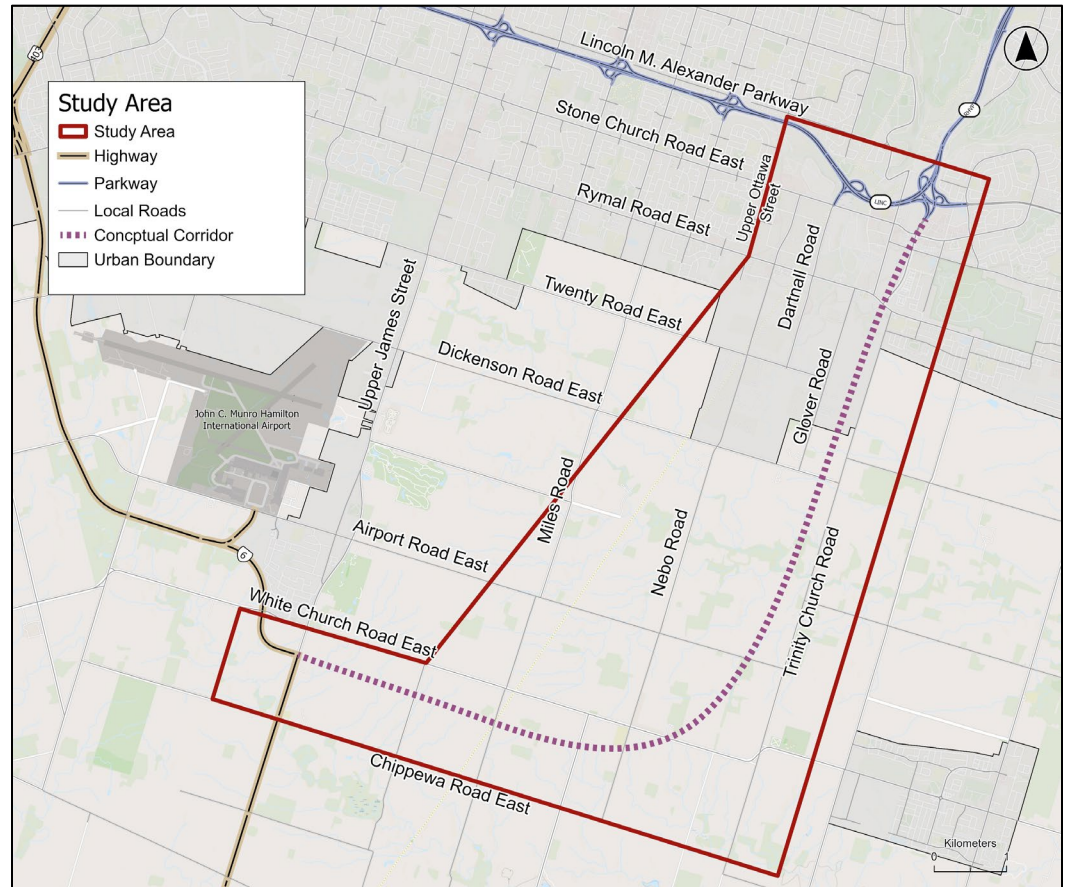 403
Lincoln M. Alexander Parkway
Study Area
Study Area
Highway
Parkway
Local Roads
Concptual Corridor
Urban Boundary
Stone Church Road East
Rymal Road East
Upper Ottawa
Street
LINC
Dartnall Road
Twenty Road East
Upper James Street
Dickenson Road East
Glover Road
John C. Munro Hamilton
International Airport
Miles Road
Nebo Road
Airport Road East
6
Trinity Church Road
White Church Road East
Chippewa Road East
Kilometers
0 1